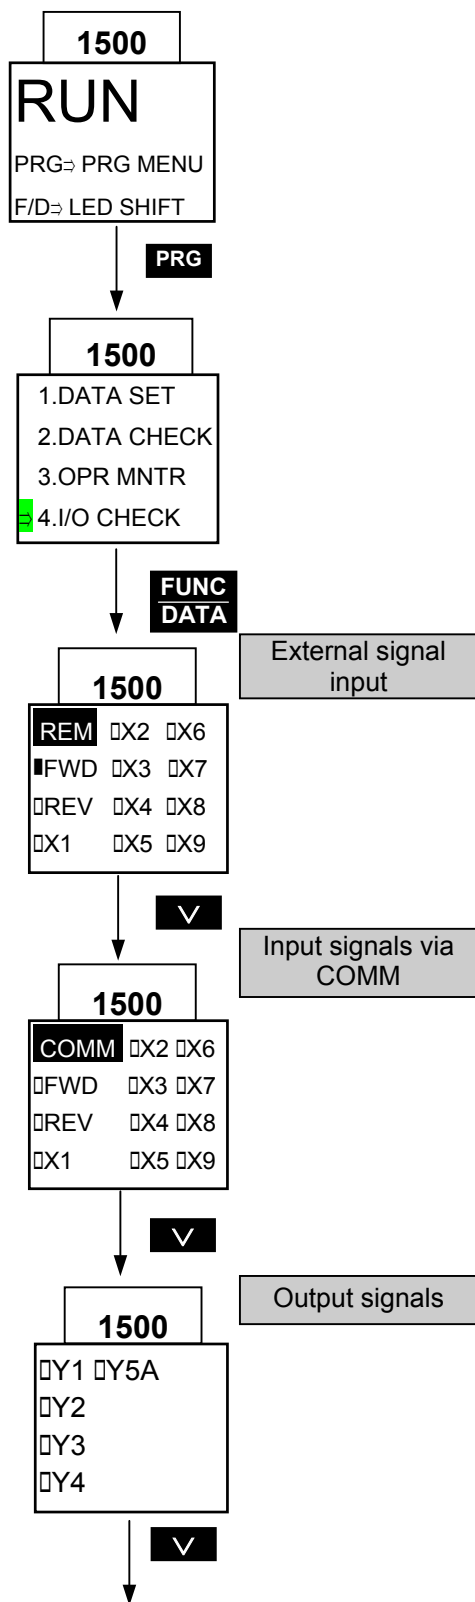 1500
RUN
PRG⇨ PRG MENU
F/D⇨ LED SHIFT
PRG
1500
1.DATA SET
2.DATA CHECK
3.OPR MNTR
⇨ 4.I/O CHECK
FUNC
DATA
External signal
input
1500
REM ▯X2 ▯X6
▮FWD ▯X3 ▯X7
▯REV ▯X4 ▯X8
▯X1 ▯X5 ▯X9
∨
Input signals via
COMM
1500
COMM ▯X2 ▯X6
▯FWD ▯X3 ▯X7
▯REV ▯X4 ▯X8
▯X1 ▯X5 ▯X9
∨
Output signals
1500
▯Y1 ▯Y5A
▯Y2
▯Y3
▯Y4
∨